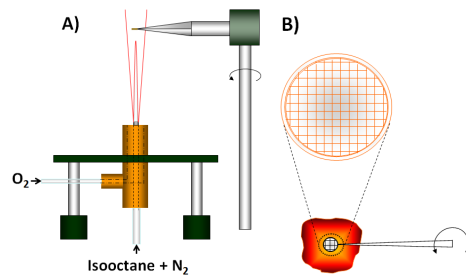 A)
B)
O₂
Isooctane + N₂